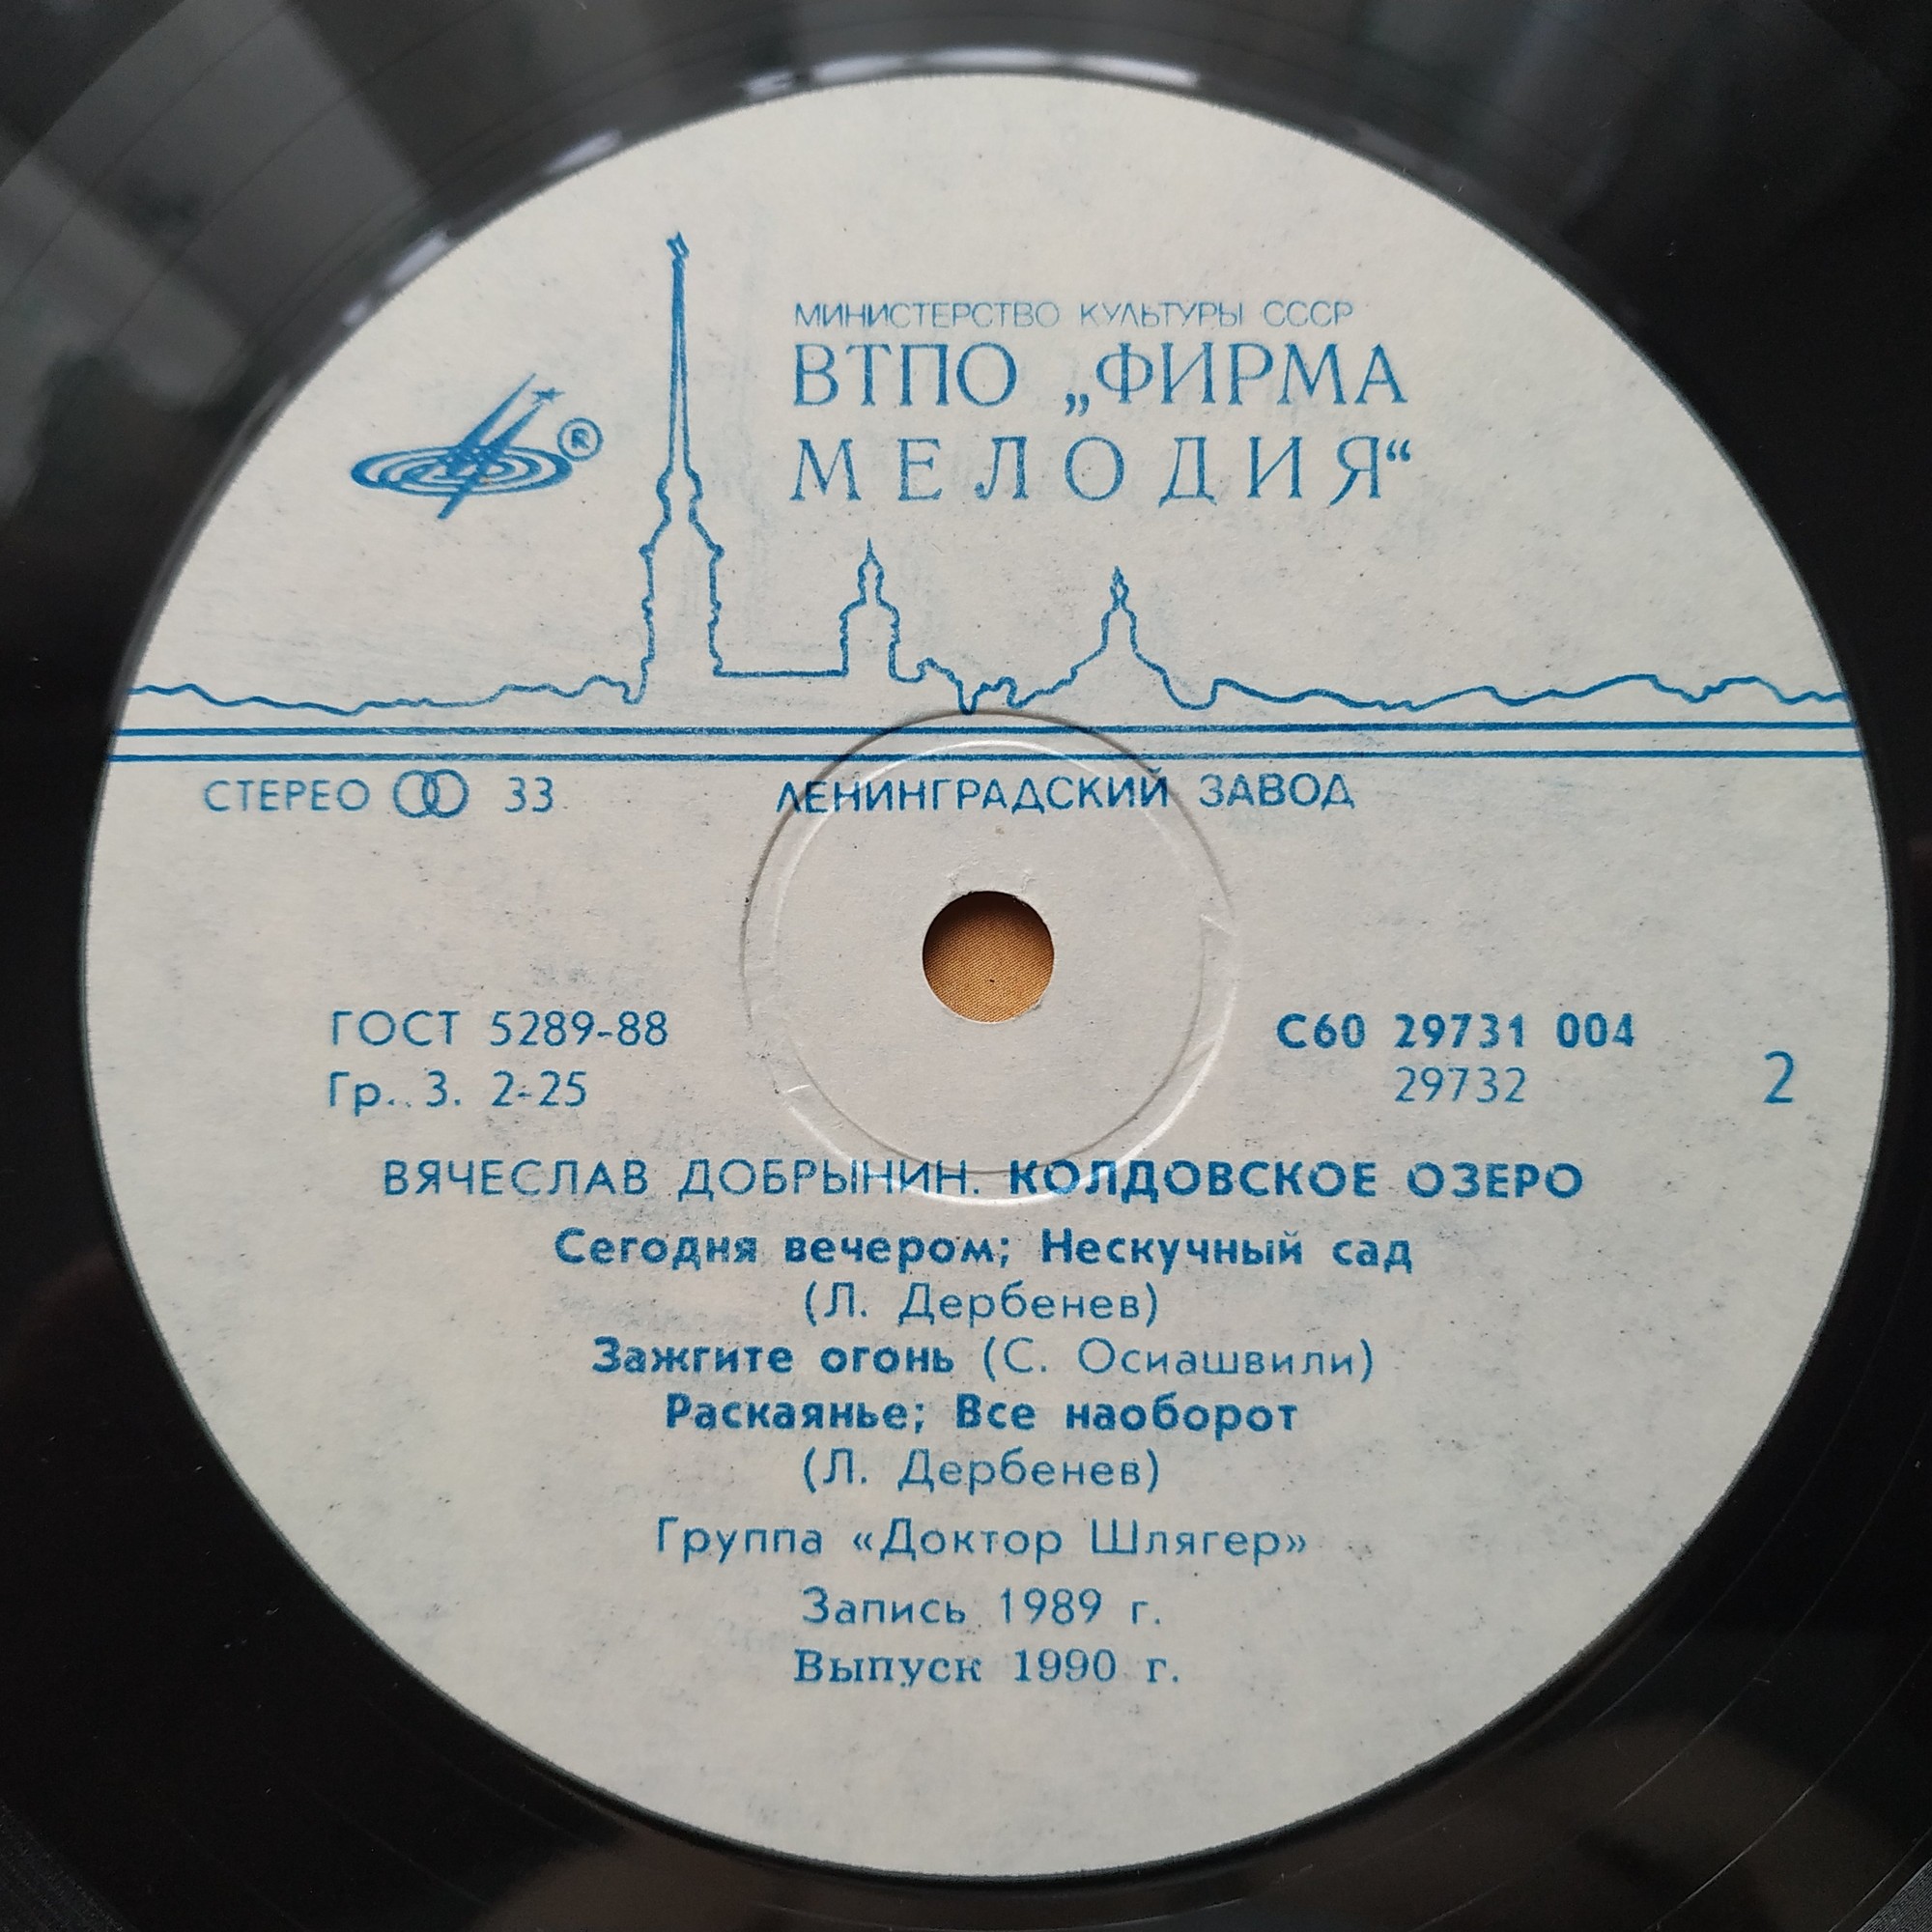 МИНИСТЕРСТВО КУЛЬТУРЫ СССР
ВТПО „ФИРМА
МЕЛОДИЯ“
®
СТЕРЕО 33 ЛЕНИНГРАДСКИЙ ЗАВОД
ГОСТ 5289-88 С60 29731 004
Гр. 3. 2-25 29732 2
ВЯЧЕСЛАВ ДОБРЫНИН. КОЛДОВСКОЕ ОЗЕРО
Сегодня вечером; Нескучный сад
(Л. Дербенев)
Зажгите огонь (С. Осиашвили)
Раскаянье; Все наоборот
(Л. Дербенев)
Группа «Доктор Шлягер»
Запись 1989 г.
Выпуск 1990 г.